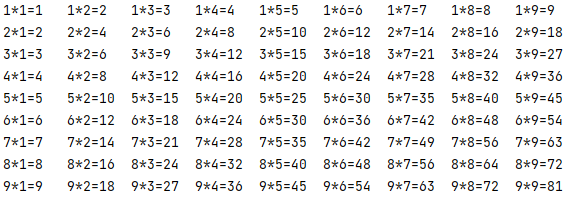 1*1=1 1*2=2 1*3=3 1*4=4 1*5=5 1*6=6 1*7=7 1*8=8 1*9=9
2*1=2 2*2=4 2*3=6 2*4=8 2*5=10 2*6=12 2*7=14 2*8=16 2*9=18
3*1=3 3*2=6 3*3=9 3*4=12 3*5=15 3*6=18 3*7=21 3*8=24 3*9=27
4*1=4 4*2=8 4*3=12 4*4=16 4*5=20 4*6=24 4*7=28 4*8=32 4*9=36
5*1=5 5*2=10 5*3=15 5*4=20 5*5=25 5*6=30 5*7=35 5*8=40 5*9=45
6*1=6 6*2=12 6*3=18 6*4=24 6*5=30 6*6=36 6*7=42 6*8=48 6*9=54
7*1=7 7*2=14 7*3=21 7*4=28 7*5=35 7*6=42 7*7=49 7*8=56 7*9=63
8*1=8 8*2=16 8*3=24 8*4=32 8*5=40 8*6=48 8*7=56 8*8=64 8*9=72
9*1=9 9*2=18 9*3=27 9*4=36 9*5=45 9*6=54 9*7=63 9*8=72 9*9=81